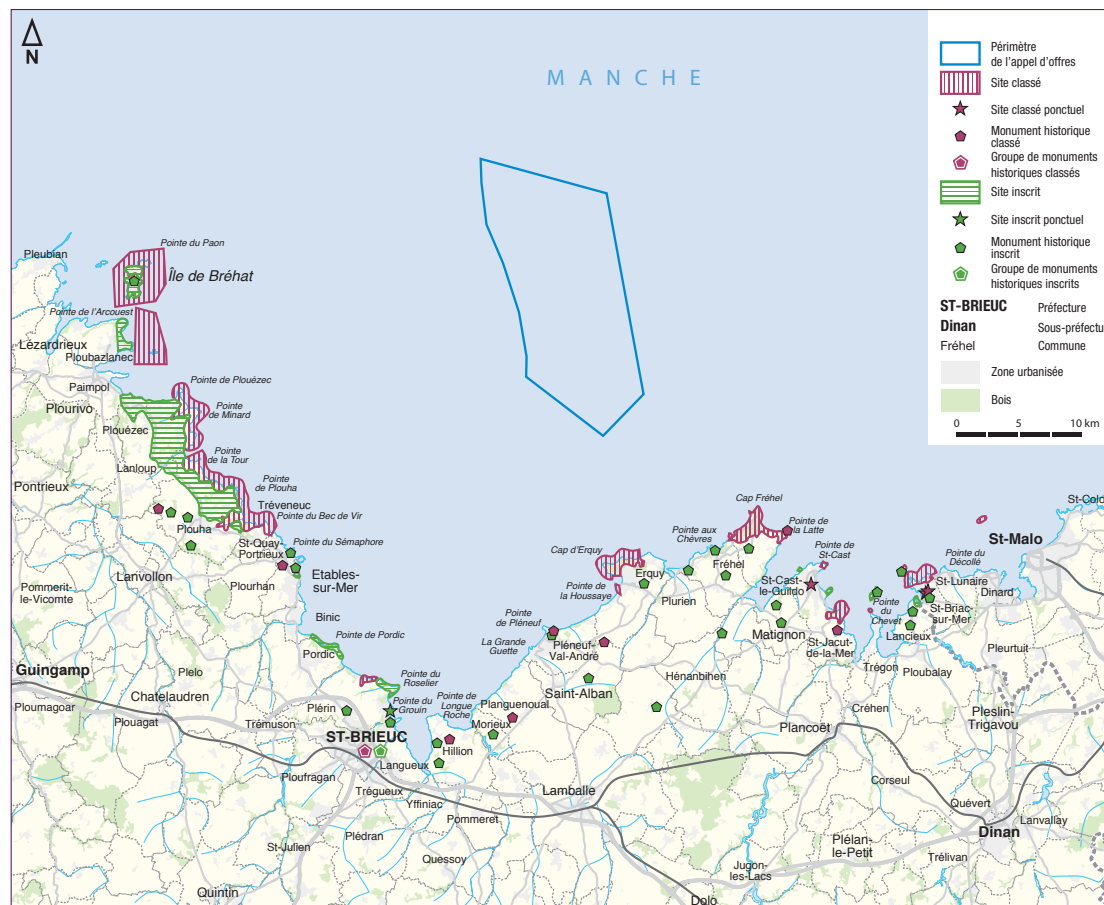 N
MANCHE
Périmètre
de l'appel d'offres
Site classé
Site classé ponctuel
Monument historique
classé
Groupe de monuments
historiques classés
Site inscrit
Site inscrit ponctuel
Monument historique
inscrit
Groupe de monuments
historiques inscrits
ST-BRIEUC Préfecture
Dinan Sous-préfectu
Fréhel Commune
Zone urbanisée
Bois
0 5 10 km
Pleubian
Pointe du Paon
Île de Bréhat
Pointe de l'Arcouest
Lézardrieux
Ploubazlanec
Paimpol
Plourivo
Pointe de Plouézec
Pointe
de Minard
Plouézec
Pointe
de la Tour
Lanloup
Pontrieux
Pointe
de Plouha
Tréveneuc
Pointe du Bec de Vir
Plouha
St-Quay-
Portrieux
Pointe du Sémaphore
Lanvollon
Plourhan
Etables-
sur-Mer
Pommerit-
le-Vicomte
Binic
Pointe de Pordic
Pordic
Guingamp
Plelo
Chatelaudren
Ploumagoar
Plouagat
Trémuson
Plérin
Pointe du
Roselier
Pointe du
Grouin
Pointe de
Longue
Roche
ST-BRIEUC
Langueux
Hillion
Morieux
Planguenoual
Ploufragan
Trégueux
Yffiniac
Pommeret
Plédran
St-Julien
Quessoy
Quintin
Lamballe
Cap Fréhel
Pointe de
la Latte
Pointe aux
Chèvres
Pointe de
St-Cast
Cap d'Erquy
Erquy
Fréhel
Pointe de
la Houssaye
Plurien
St-Cast-
le-Guildo
Pointe
de Pléneuf
La Grande
Guette
Pléneuf-
Val-André
Matignon
St-Jacut-
de-la-Mer
Saint-Alban
Hénanbihen
St-Colo
St-Malo
Pointe du
Décollé
St-Lunaire
Dinard
Pointe
du
Chevet
St-Briac-
sur-Mer
Lancieux
Trégon
Ploubalay
Pleurtuit
Créhen
Plancoët
Pleslin-
Trigavou
Corseul
Quévert
Lanvallay
Dinan
Plélan-
le-Petit
Trélivan
Jugon-
les-Lacs
Dolo